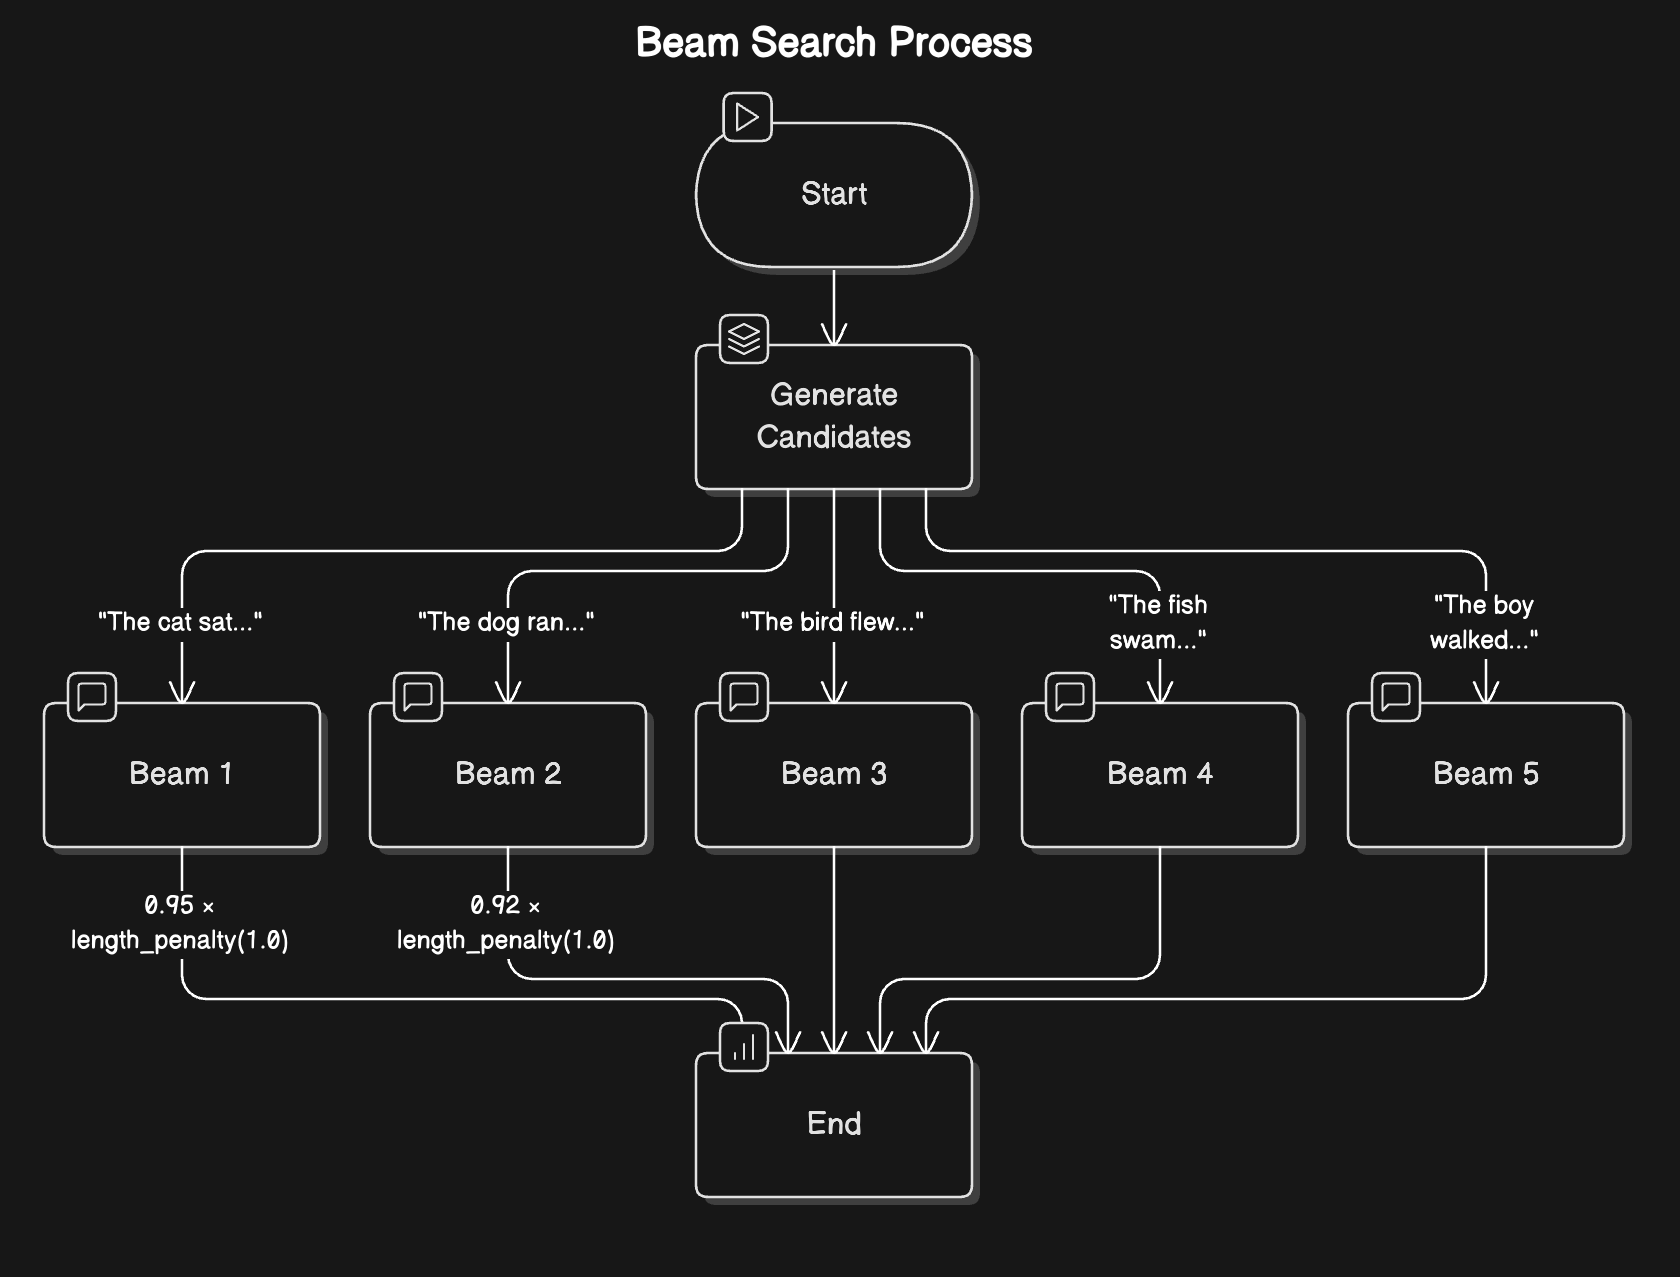 Beam Search Process
Start
Generate
Candidates
"The cat sat..."
"The dog ran..."
"The bird flew..."
"The fish
swam..."
"The boy
walked..."
Beam 1
Beam 2
Beam 3
Beam 4
Beam 5
0.95 ×
length_penalty(1.0)
0.92 ×
length_penalty(1.0)
End